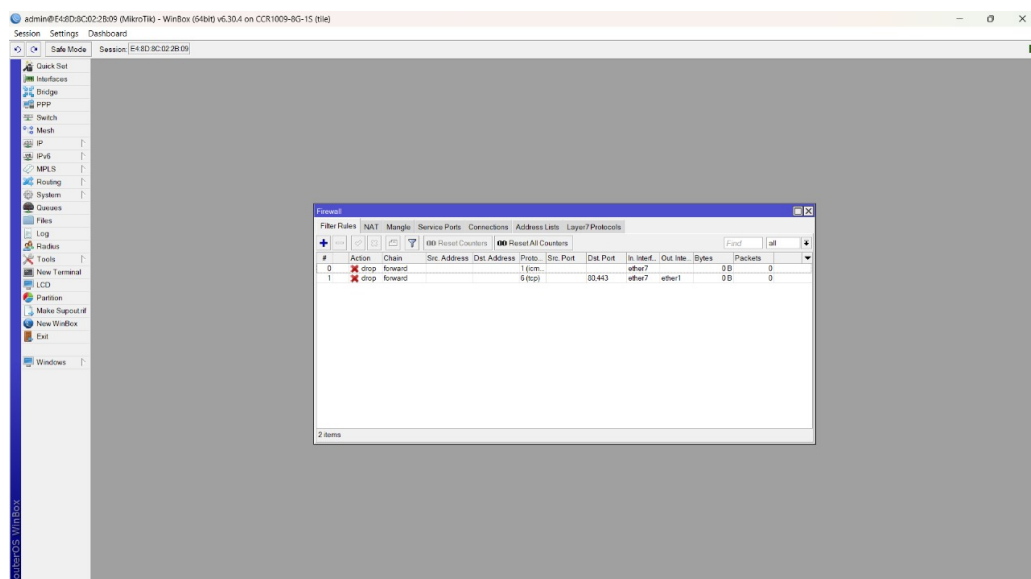 admin@E4:8D:8C:02:2B:09 (MikroTik) - WinBox (64bit) v6.30.4 on CCR1009-8G-1S (tile)
Session Settings Dashboard
Safe Mode Session: E4:8D:8C:02:2B:09
Quick Set
Interfaces
Bridge
PPP
Switch
Mesh
IP
IPv6
MPLS
Routing
System
Queues
Files
Log
Radius
Tools
New Terminal
LCD
Partition
Make Supout.rif
New WinBox
Exit
Windows
Firewall
Filter Rules NAT Mangle Service Ports Connections Address Lists Layer7 Protocols
00 Reset Counters 00 Reset All Counters Find all
# Action Chain Src. Address Dst. Address Proto... Src. Port Dst. Port In. Interf... Out. Inte... Bytes Packets
0 drop forward 1 (icm... ether7 0 B 0
1 drop forward 6 (tcp) 80,443 ether7 ether1 0 B 0
2 items
outerOS WinBox